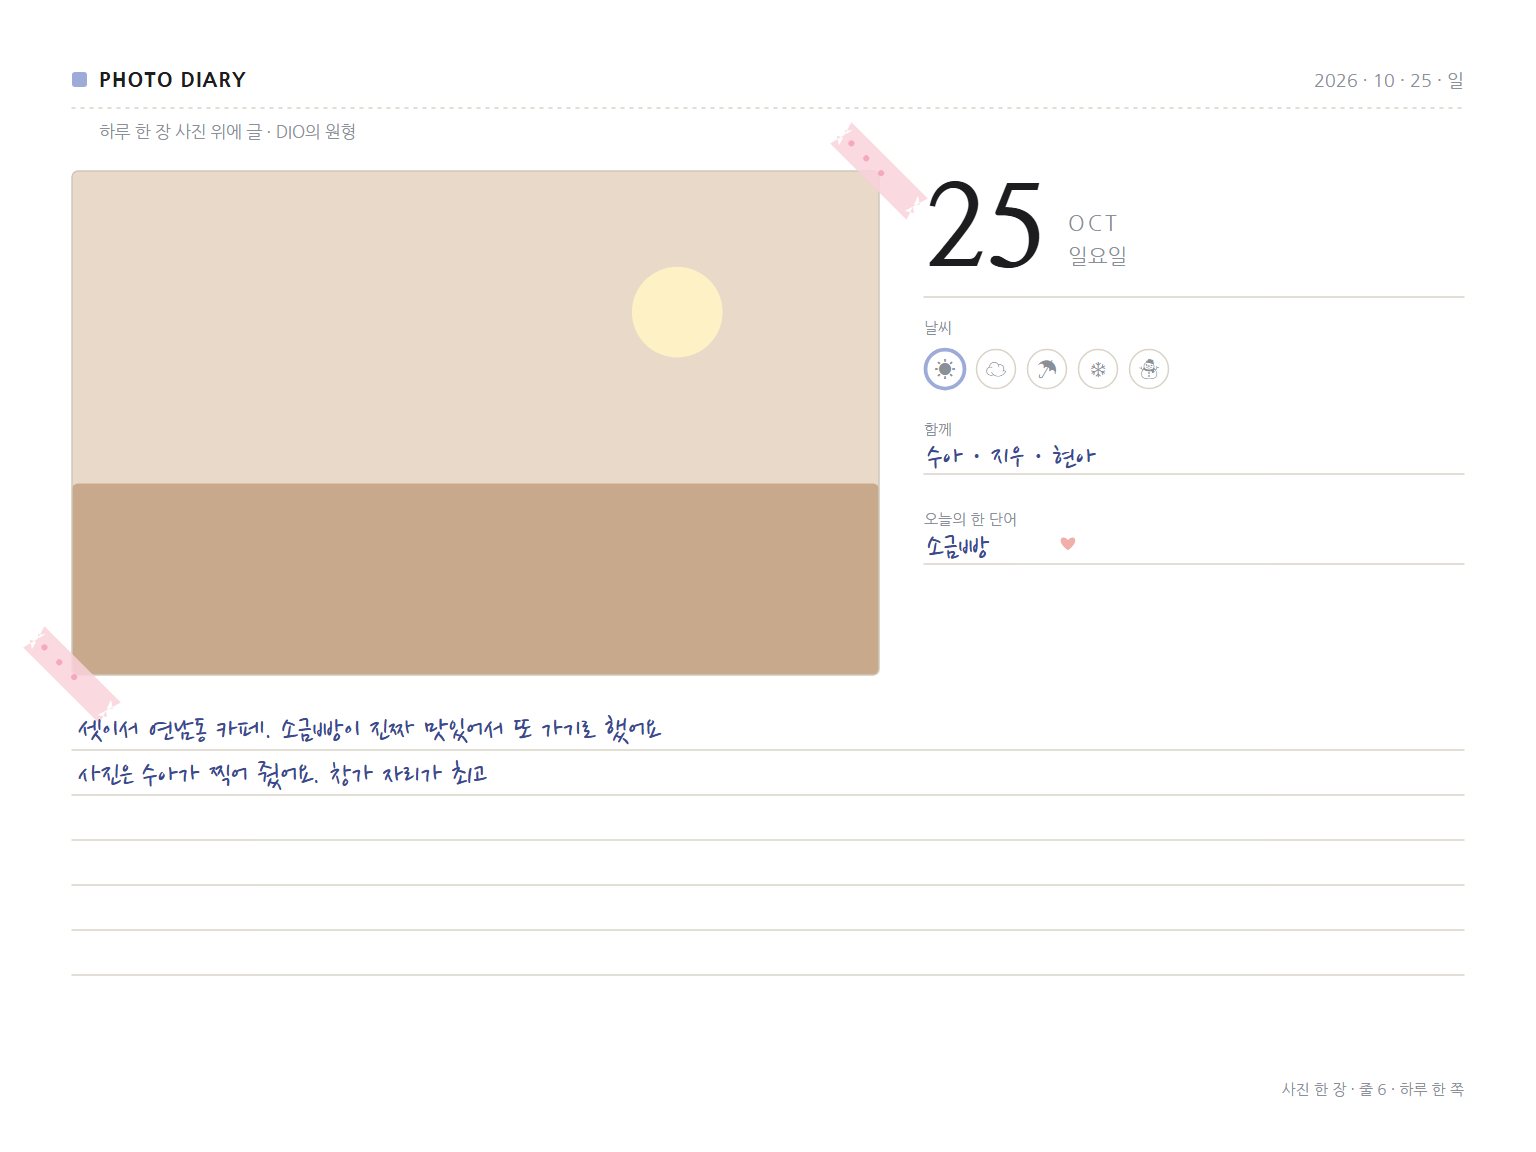 PHOTO DIARY
2026 · 10 · 25 · 일
하루 한 장 사진 위에 글 · DIO의 원형
25
OCT
일요일
날씨
함께
수아 · 지우 · 현아
오늘의 한 단어
소금빵
셋이서 연남동 카페. 소금빵이 진짜 맛있어서 또 가기로 했어요
사진은 수아가 찍어 줬어요. 창가 자리가 최고
사진 한 장 · 줄 6 · 하루 한 쪽